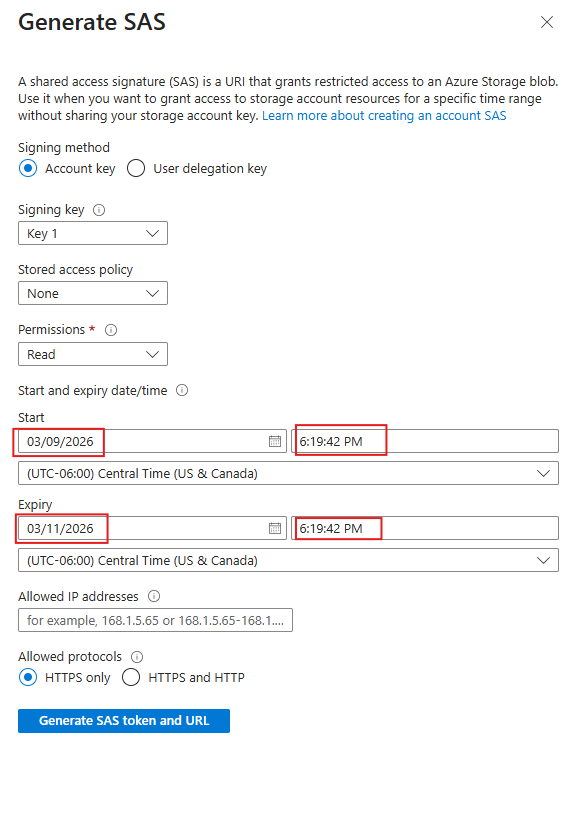 Generate SAS
A shared access signature (SAS) is a URI that grants restricted access to an Azure Storage blob.
Use it when you want to grant access to storage account resources for a specific time range
without sharing your storage account key. Learn more about creating an account SAS
Signing method
Account key User delegation key
Signing key
Key 1
Stored access policy
None
Permissions *
Read
Start and expiry date/time
Start
03/09/2026 6:19:42 PM
(UTC-06:00) Central Time (US & Canada)
Expiry
03/11/2026 6:19:42 PM
(UTC-06:00) Central Time (US & Canada)
Allowed IP addresses
for example, 168.1.5.65 or 168.1.5.65-168.1....
Allowed protocols
HTTPS only HTTPS and HTTP
Generate SAS token and URL